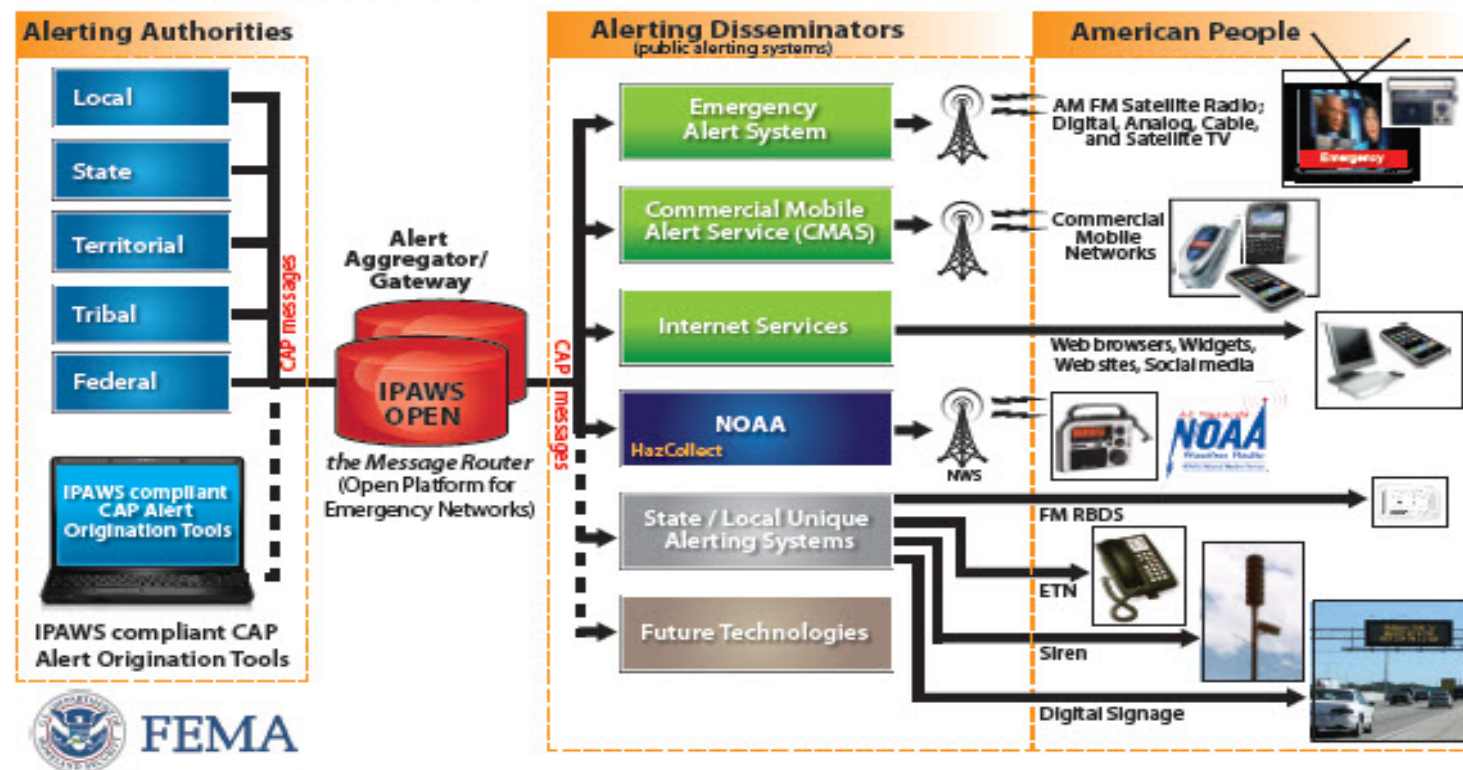 Alerting Authorities
Local
State
Territorial
Tribal
Federal
CAP messages
IPAWS compliant
CAP Alert
Origination Tools
IPAWS compliant CAP
Alert Origination Tools
FEMA
Alert
Aggregator/
Gateway
IPAWS
OPEN
the Message Router
(Open Platform for
Emergency Networks)
CAP messages
Alerting Disseminators
(public alerting systems)
Emergency
Alert System
Commercial Mobile
Alert Service (CMAS)
Internet Services
NOAA
HazCollect
NWS
State / Local Unique
Alerting Systems
Future Technologies
American People
AM FM Satellite Radio;
Digital, Analog, Cable,
and Satellite TV
Emergency
Commercial
Mobile
Networks
Web browsers, Widgets,
Web sites, Social media
NOAA
Weather Radio
FM RBDS
ETN
Siren
Digital Signage